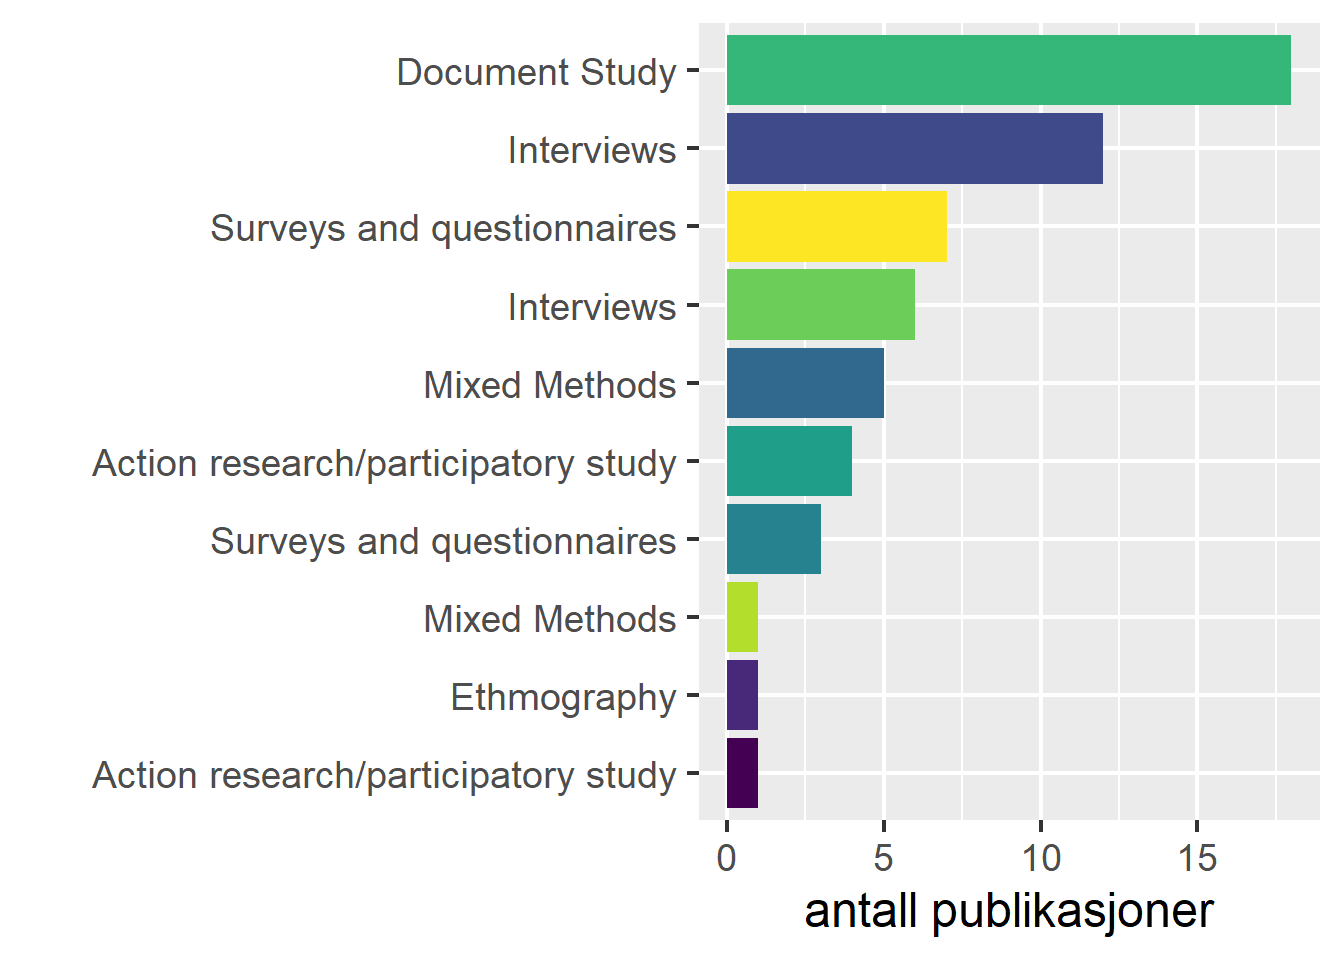 Document Study
Interviews
Surveys and questionnaires
Interviews
Mixed Methods
Action research/participatory study
Surveys and questionnaires
Mixed Methods
Ethmography
Action research/participatory study
0 5 10 15
antall publikasjoner